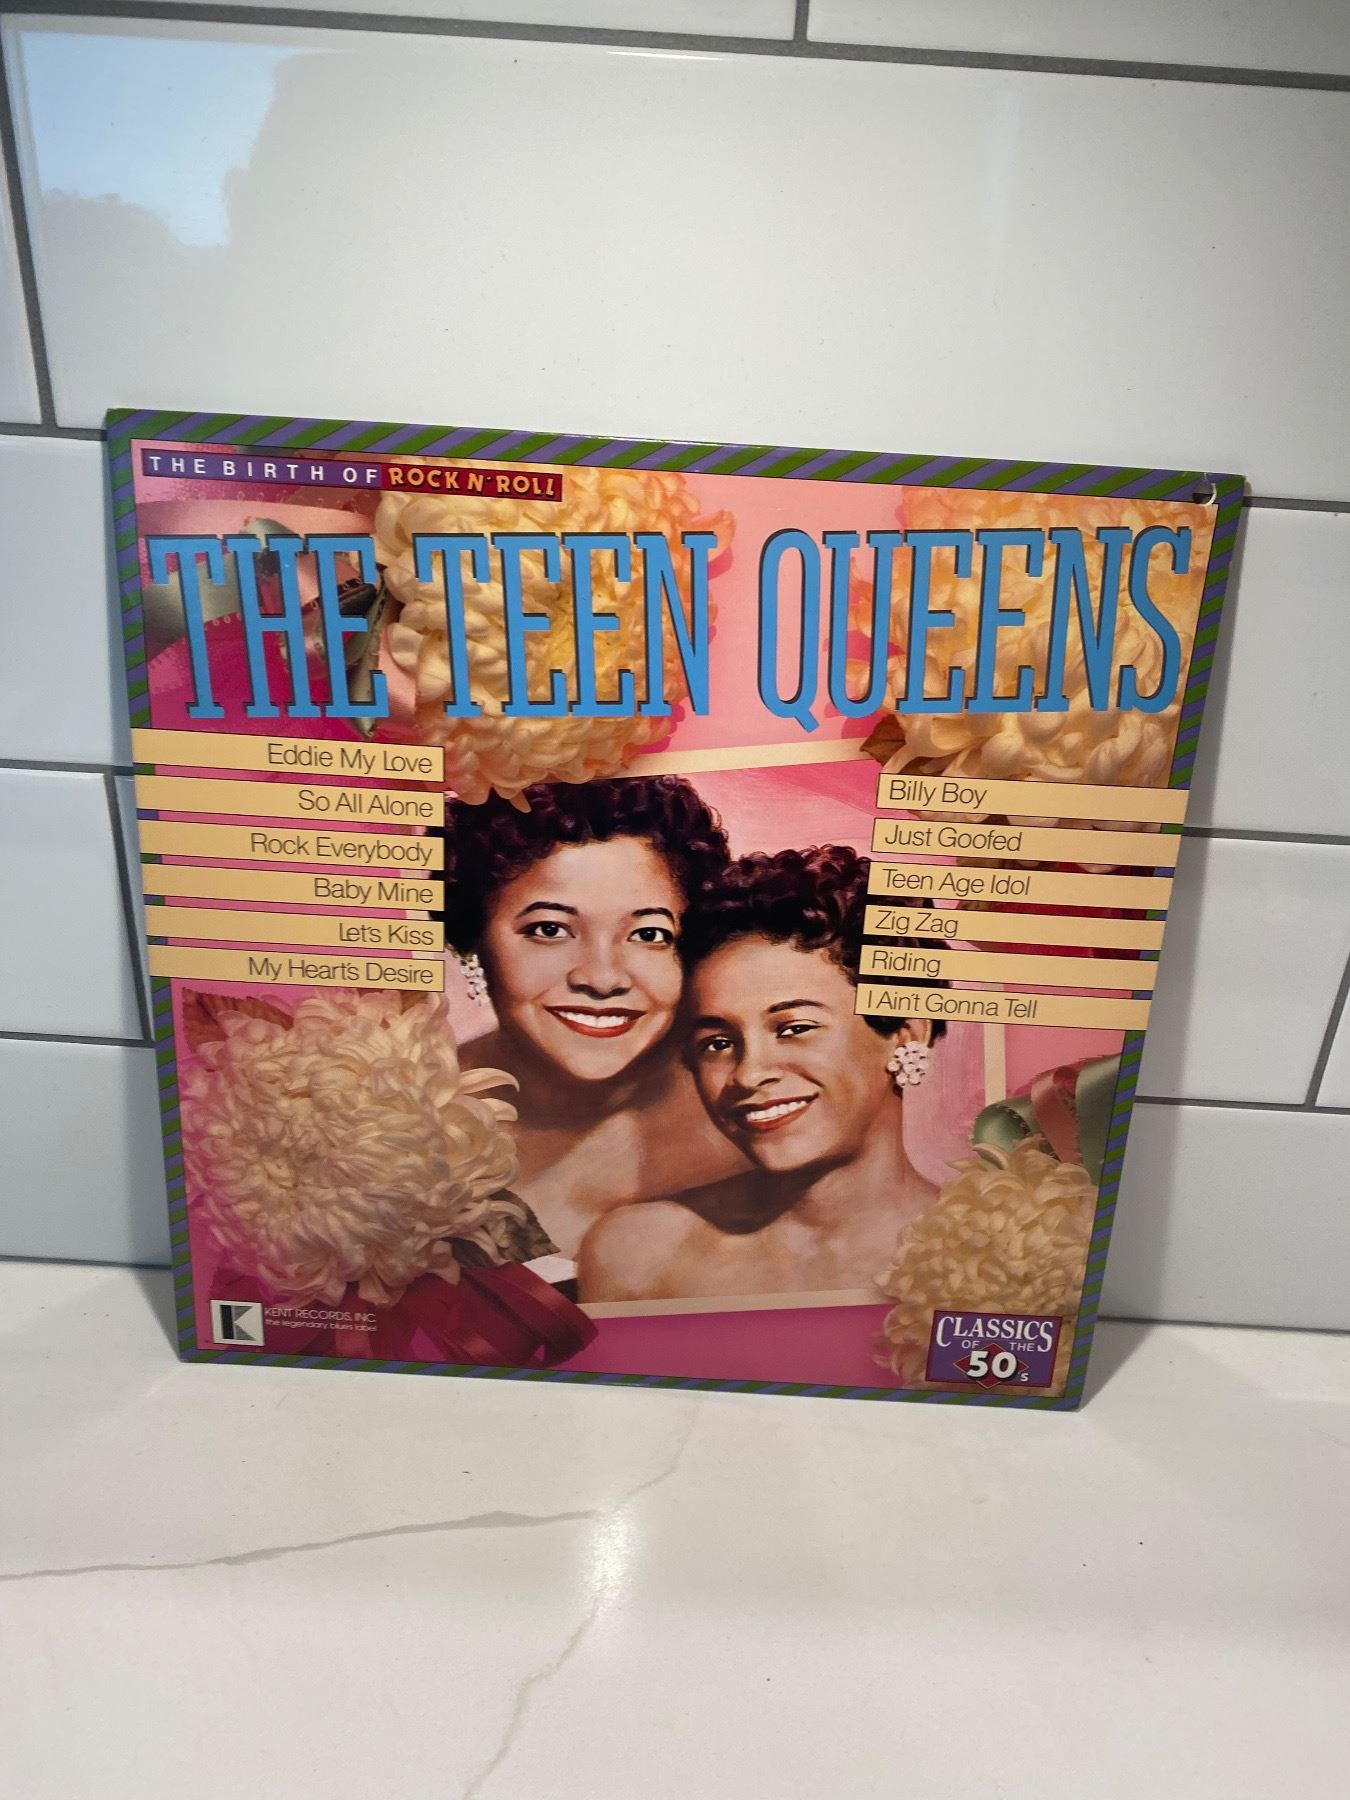 THE BIRTH OF ROCK N' ROLL
THE TEEN QUEENS
Eddie My Love
So All Alone
Rock Everybody
Baby Mine
Let's Kiss
My Heart's Desire
Billy Boy
Just Goofed
Teen Age Idol
Zig Zag
Riding
I Ain't Gonna Tell
K
KENT RECORDS, INC.
the legendary blues label
CLASSICS
OF THE
50's